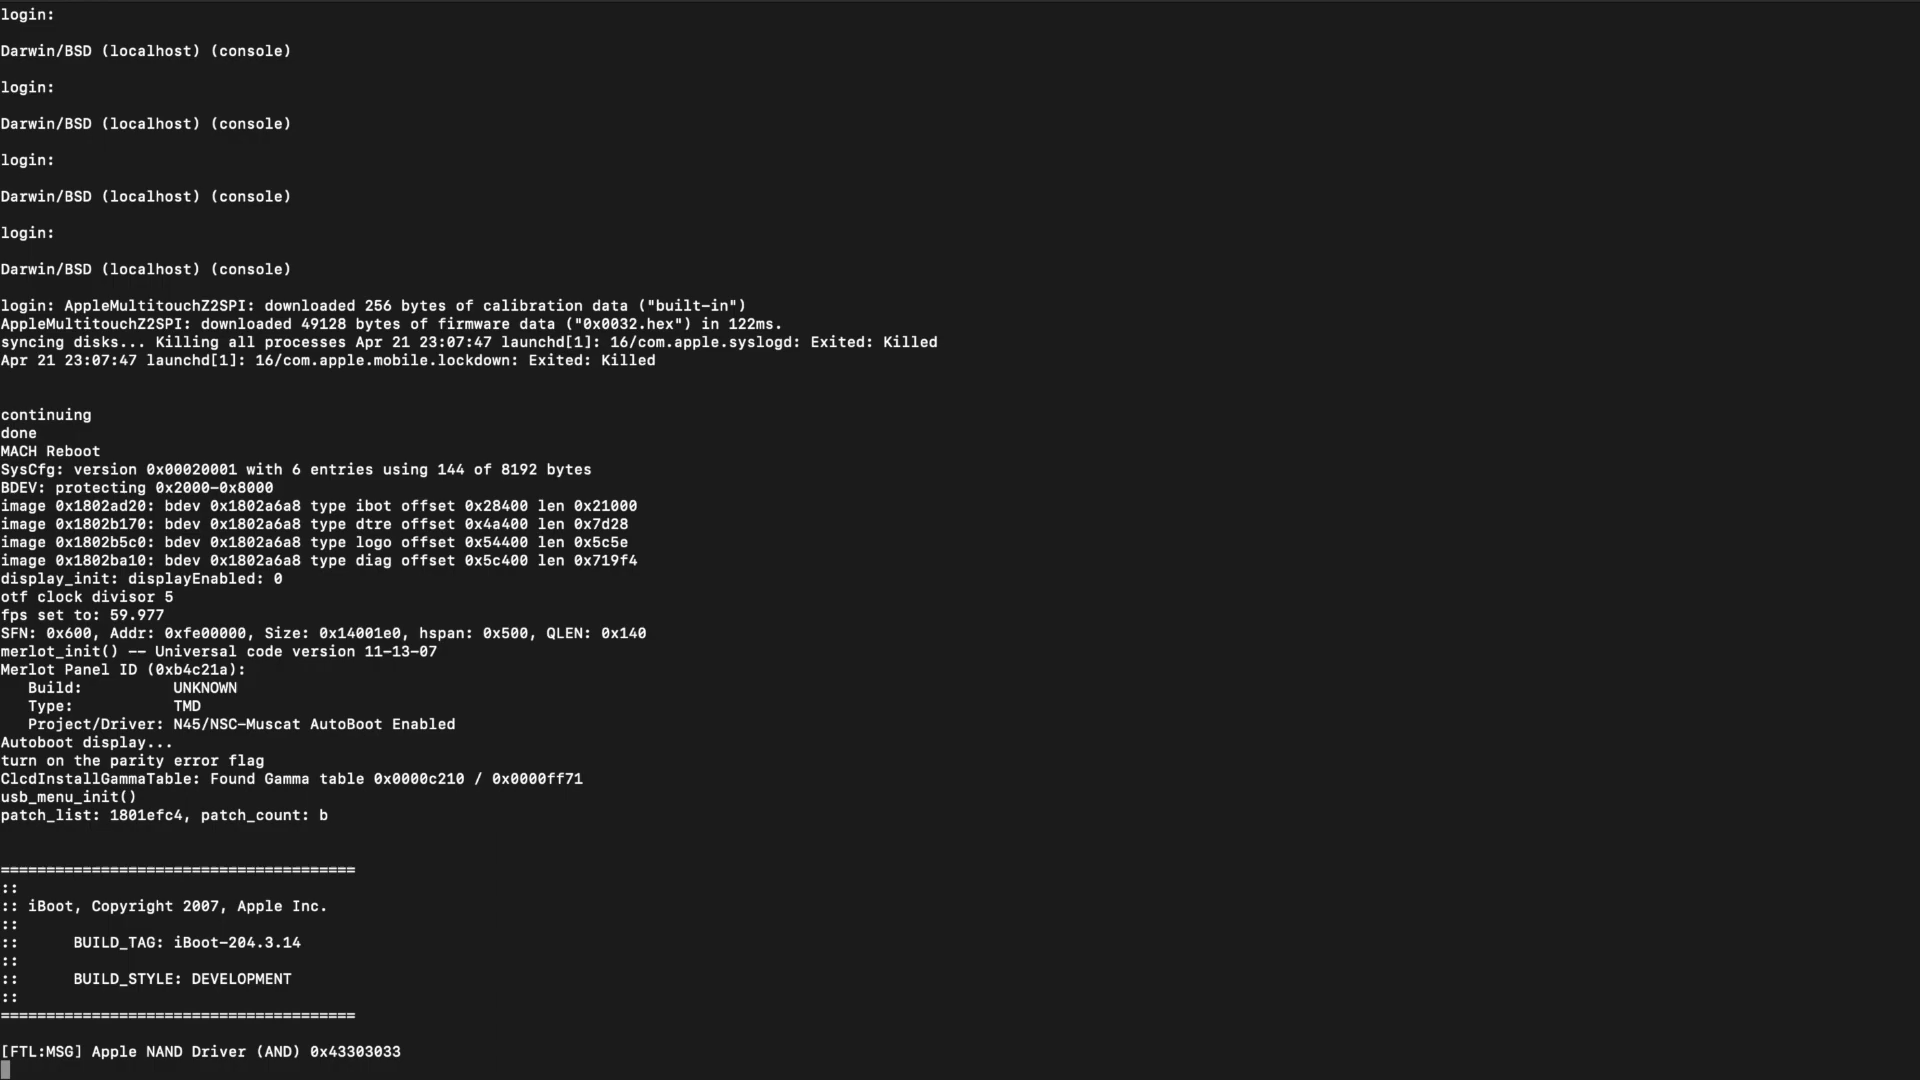 login:
Darwin/BSD (localhost) (console)
login:
Darwin/BSD (localhost) (console)
login:
Darwin/BSD (localhost) (console)
login:
Darwin/BSD (localhost) (console)
login: AppleMultitouchZ2SPI: downloaded 256 bytes of calibration data ("built-in")
AppleMultitouchZ2SPI: downloaded 49128 bytes of firmware data ("0x0032.hex") in 122ms.
syncing disks... Killing all processes Apr 21 23:07:47 launchd[1]: 16/com.apple.syslogd: Exited: Killed
Apr 21 23:07:47 launchd[1]: 16/com.apple.mobile.lockdown: Exited: Killed
continuing
done
MACH Reboot
SysCfg: version 0x00020001 with 6 entries using 144 of 8192 bytes
BDEV: protecting 0x2000-0x8000
image 0x1802ad20: bdev 0x1802a6a8 type ibot offset 0x28400 len 0x21000
image 0x1802b170: bdev 0x1802a6a8 type dtre offset 0x4a400 len 0x7d28
image 0x1802b5c0: bdev 0x1802a6a8 type logo offset 0x54400 len 0x5c5e
image 0x1802ba10: bdev 0x1802a6a8 type diag offset 0x5c400 len 0x719f4
display_init: displayEnabled: 0
otf clock divisor 5
fps set to: 59.977
SFN: 0x600, Addr: 0xfe00000, Size: 0x14001e0, hspan: 0x500, QLEN: 0x140
merlot_init() -- Universal code version 11-13-07
Merlot Panel ID (0xb4c21a):
   Build:          UNKNOWN
   Type:           TMD
   Project/Driver: N45/NSC-Muscat AutoBoot Enabled
Autoboot display...
turn on the parity error flag
ClcdInstallGammaTable: Found Gamma table 0x0000c210 / 0x0000ff71
usb_menu_init()
patch_list: 1801efc4, patch_count: b
=======================================
::
:: iBoot, Copyright 2007, Apple Inc.
::
::      BUILD_TAG: iBoot-204.3.14
::
::      BUILD_STYLE: DEVELOPMENT
::
=======================================
[FTL:MSG] Apple NAND Driver (AND) 0x43303033